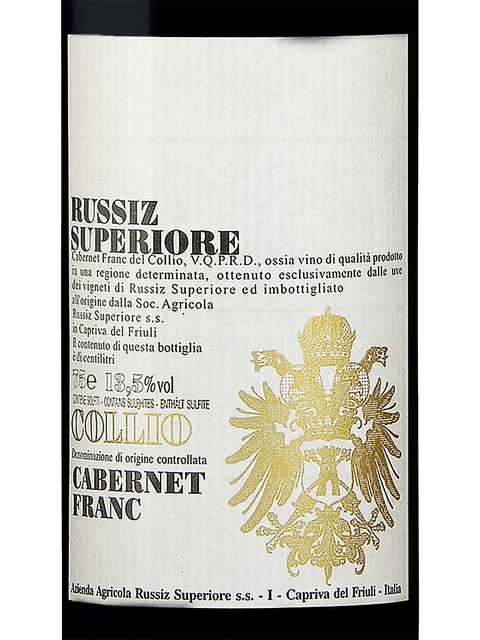 RUSSIZ
SUPERIORE
Cabernet Franc del Collio, V.Q.P.R.D., ossia vino di qualità prodotto
in una regione determinata, ottenuto esclusivamente dalle uve
dei vigneti di Russiz Superiore ed imbottigliato
all'origine dalla Soc. Agricola
Russiz Superiore s.s.
in Capriva del Friuli
Il contenuto di questa bottiglia
è di centilitri
75e 13,5%vol
CONTIENE SOLFITI - CONTAINS SULPHITES - ENTHÄLT SULFITE
COLLIO
Denominazione di origine controllata
CABERNET
FRANC
Azienda Agricola Russiz Superiore s.s. - I - Capriva del Friuli - Italia